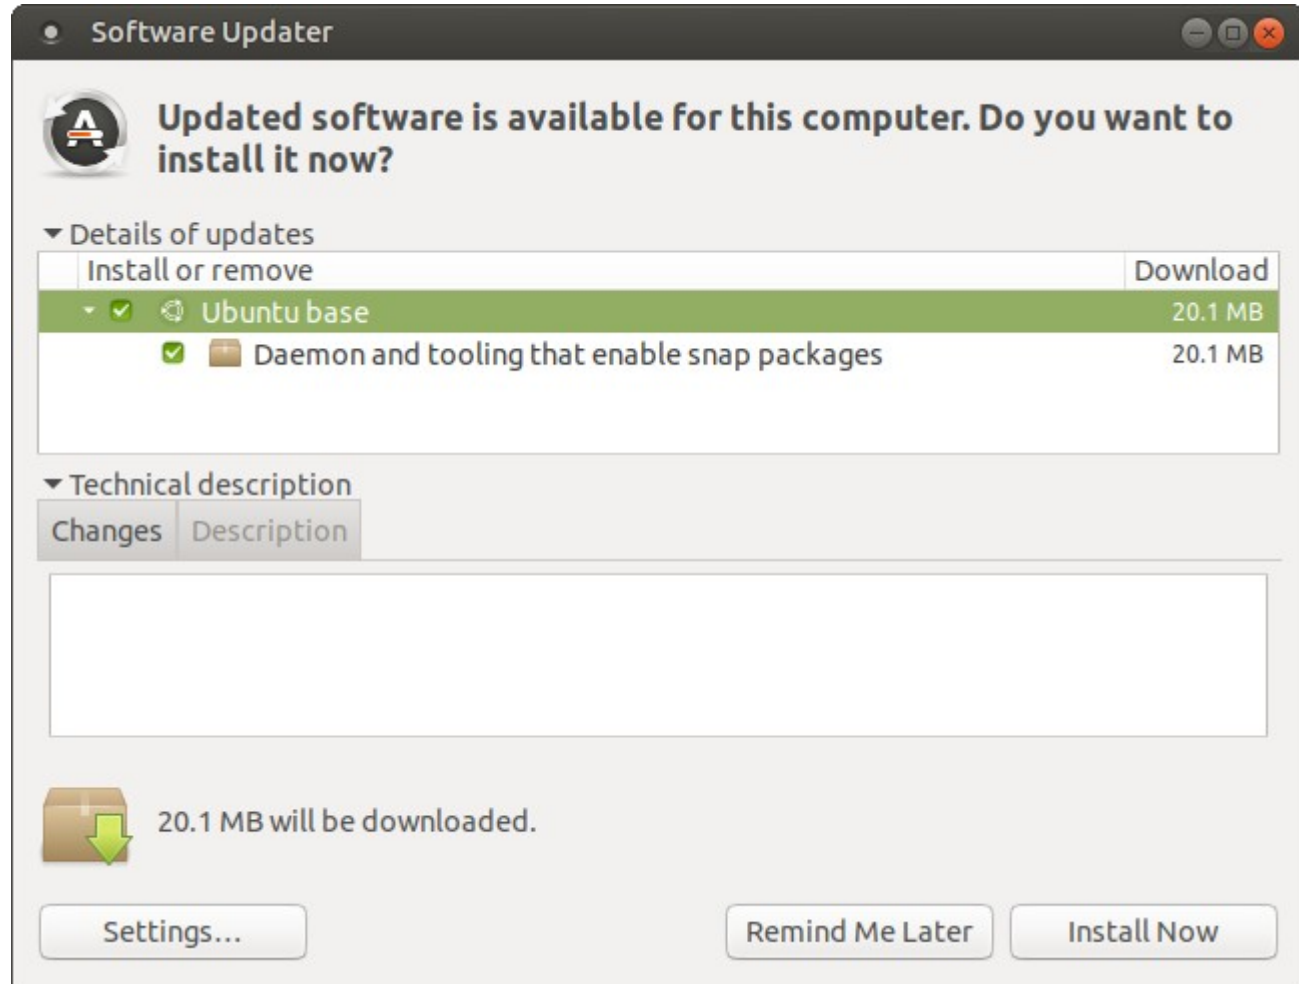 Software Updater
Updated software is available for this computer. Do you want to
install it now?
Details of updates
Install or remove Download
Ubuntu base 20.1 MB
Daemon and tooling that enable snap packages 20.1 MB
Technical description
Changes Description
20.1 MB will be downloaded.
Settings... Remind Me Later Install Now